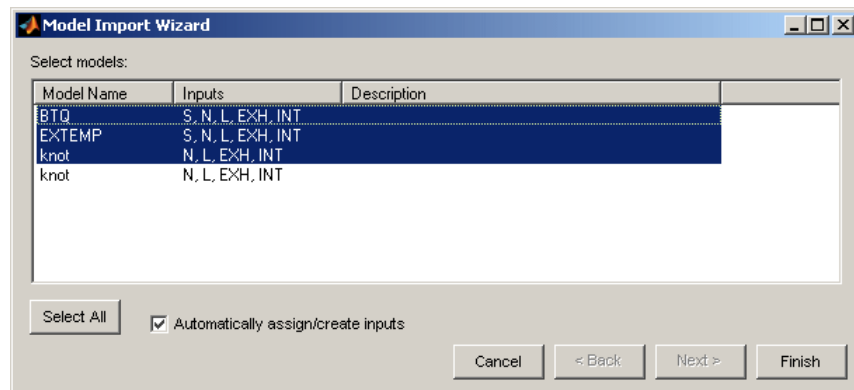 Model Import Wizard
Select models:
Model Name Inputs Description
BTQ S, N, L, EXH, INT
EXTEMP S, N, L, EXH, INT
knot N, L, EXH, INT
knot N, L, EXH, INT
Select All Automatically assign/create inputs
Cancel < Back Next > Finish